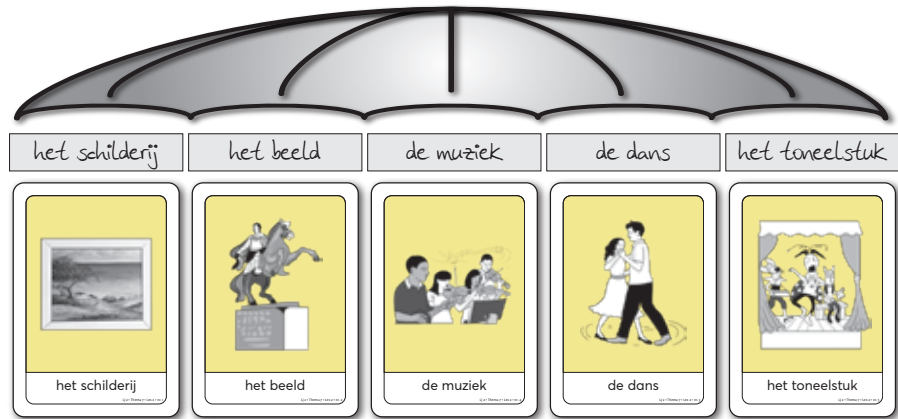 het schilderij
het beeld
de muziek
de dans
het toneelstuk
het schilderij
het beeld
de muziek
de dans
het toneelstuk